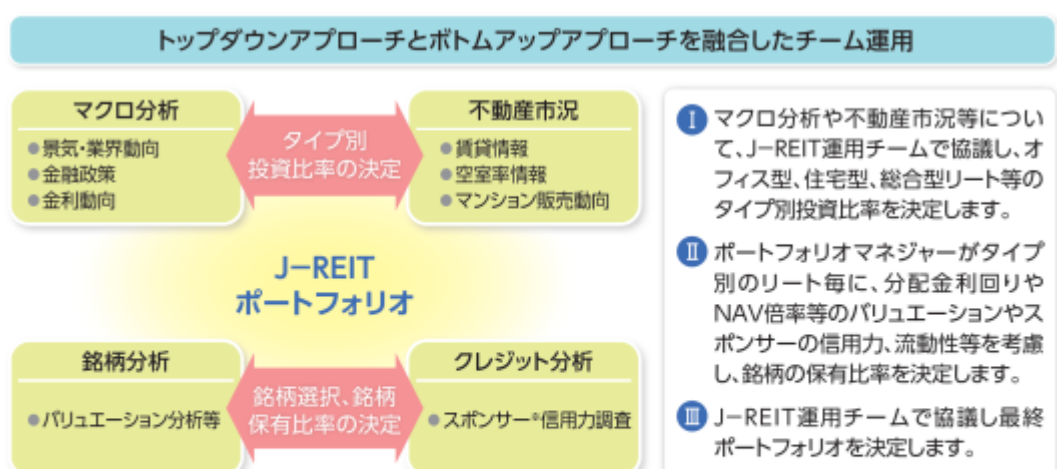 トップダウンアプローチとボトムアップアプローチを融合したチーム運用
マクロ分析
●景気・業界動向
●金融政策
●金利動向
タイプ別
投資比率の決定
不動産市況
●賃貸情報
●空室率情報
●マンション販売動向
J−REIT
ポートフォリオ
銘柄分析
●バリュエーション分析等
銘柄選択、銘柄
保有比率の決定
クレジット分析
●スポンサー※信用力調査
Ⅰ マクロ分析や不動産市況等につい
て、J−REIT運用チームで協議し、オ
フィス型、住宅型、総合型リート等の
タイプ別投資比率を決定します。
Ⅱ ポートフォリオマネジャーがタイプ
別のリート毎に、分配金利回りや
NAV倍率等のバリュエーションやス
ポンサーの信用力、流動性等を考慮
し、銘柄の保有比率を決定します。
Ⅲ J−REIT運用チームで協議し最終
ポートフォリオを決定します。